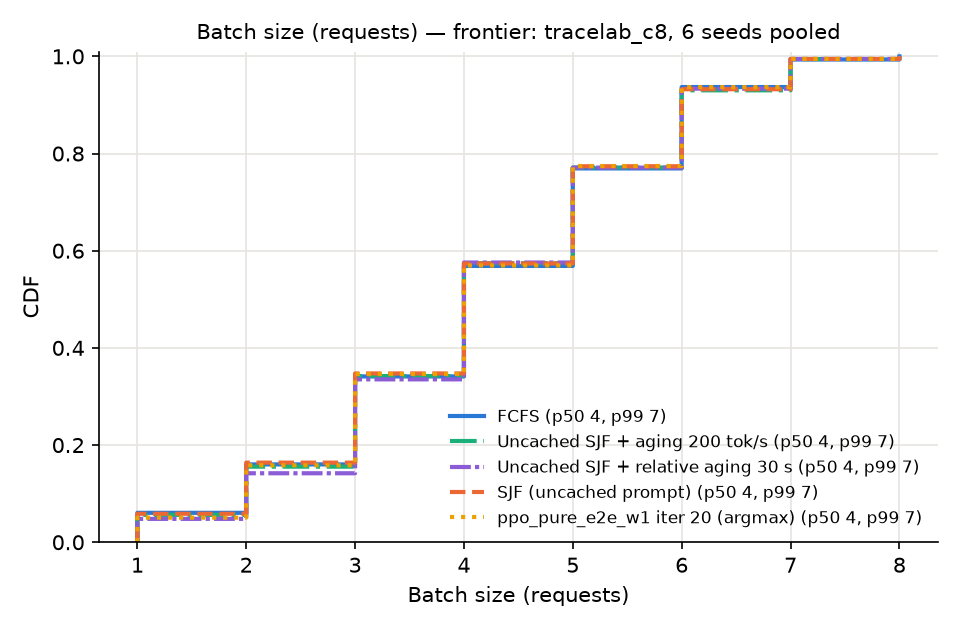 Batch size (requests) — frontier: tracelab_c8, 6 seeds pooled
1.0
0.8
0.6
0.4
0.2
0.0
CDF
FCFS (p50 4, p99 7)
Uncached SJF + aging 200 tok/s (p50 4, p99 7)
Uncached SJF + relative aging 30 s (p50 4, p99 7)
SJF (uncached prompt) (p50 4, p99 7)
ppo_pure_e2e_w1 iter 20 (argmax) (p50 4, p99 7)
1 2 3 4 5 6 7 8
Batch size (requests)